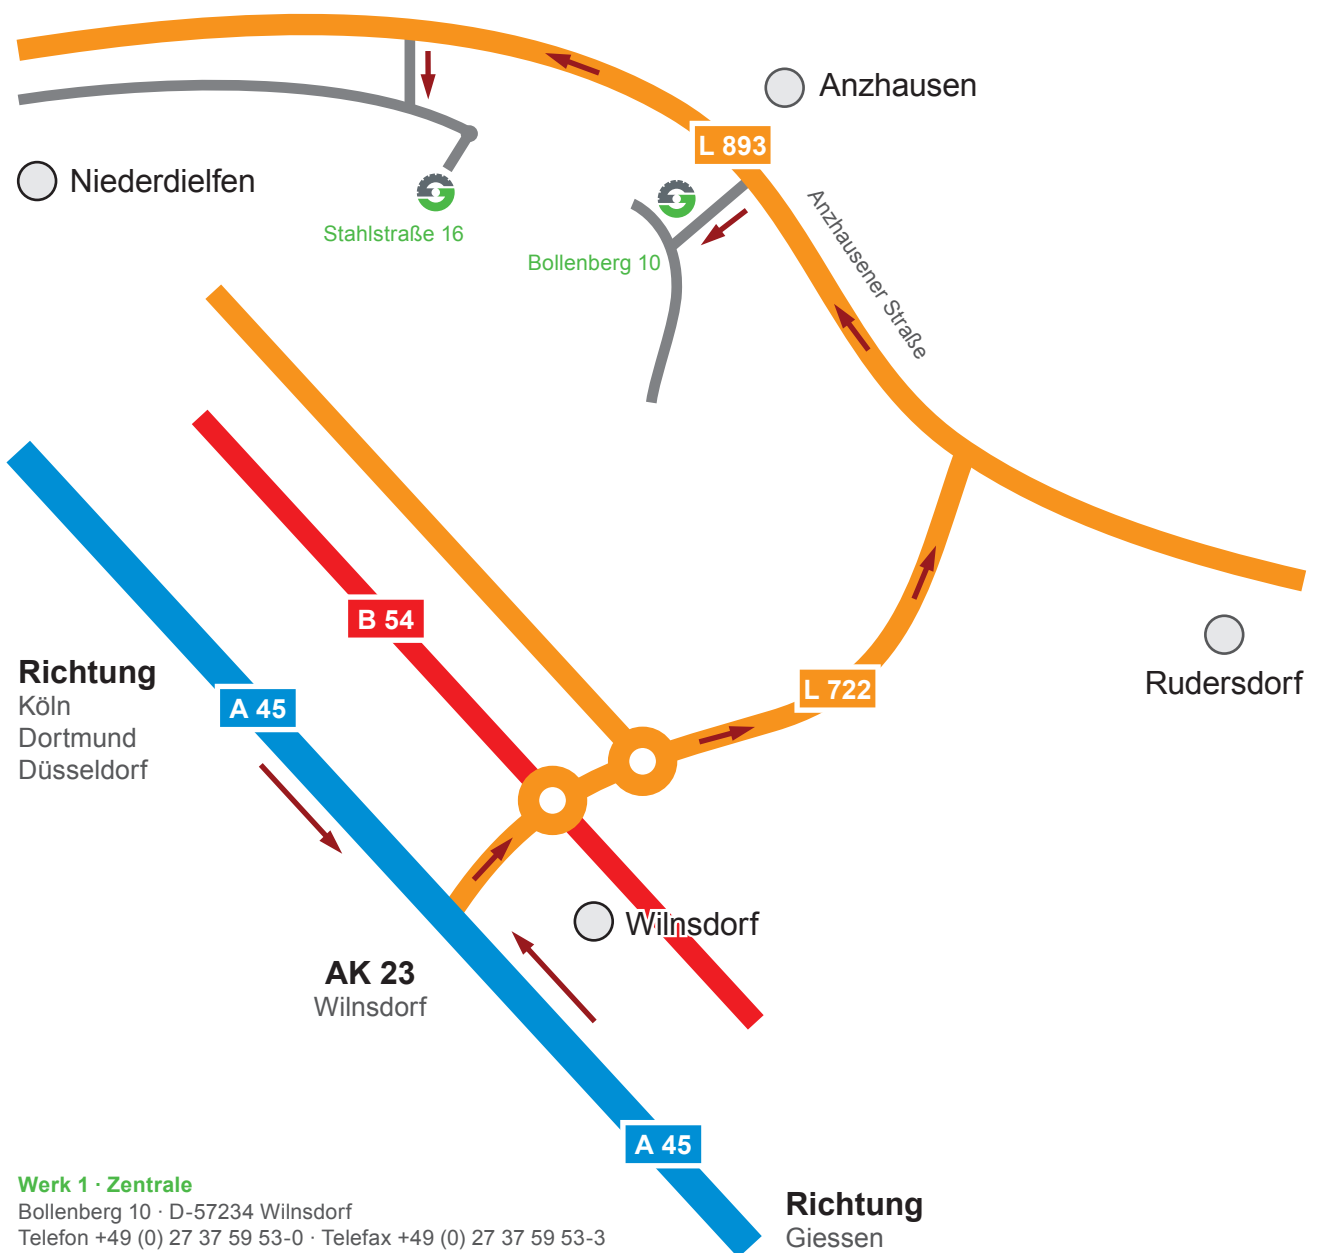 Anzhausen
L 893
Niederdielfen
Stahlstraße 16
Bollenberg 10
Anzhausener Straße
B 54
Richtung
Köln
Dortmund
Düsseldorf
A 45
L 722
Rudersdorf
Wilnsdorf
AK 23
Wilnsdorf
A 45
Werk 1 · Zentrale
Bollenberg 10 · D-57234 Wilnsdorf
Telefon +49 (0) 27 37 59 53-0 · Telefax +49 (0) 27 37 59 53-3
Richtung
Giessen